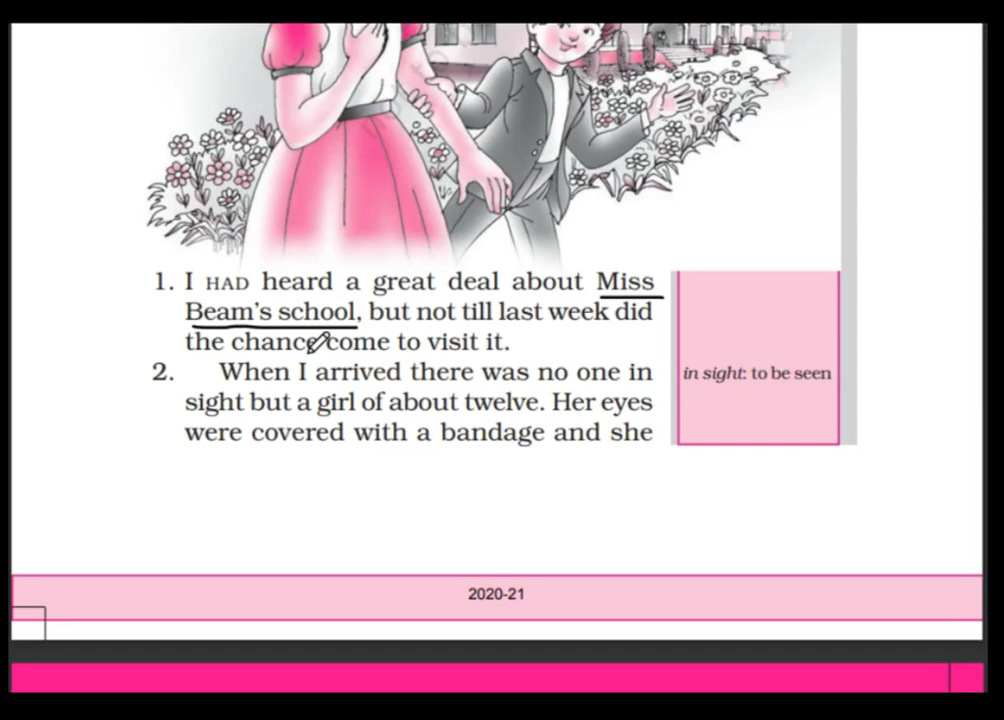 1. I HAD heard a great deal about Miss
Beam's school, but not till last week did
the chance come to visit it.
2. When I arrived there was no one in
sight but a girl of about twelve. Her eyes
were covered with a bandage and she
in sight: to be seen
2020-21